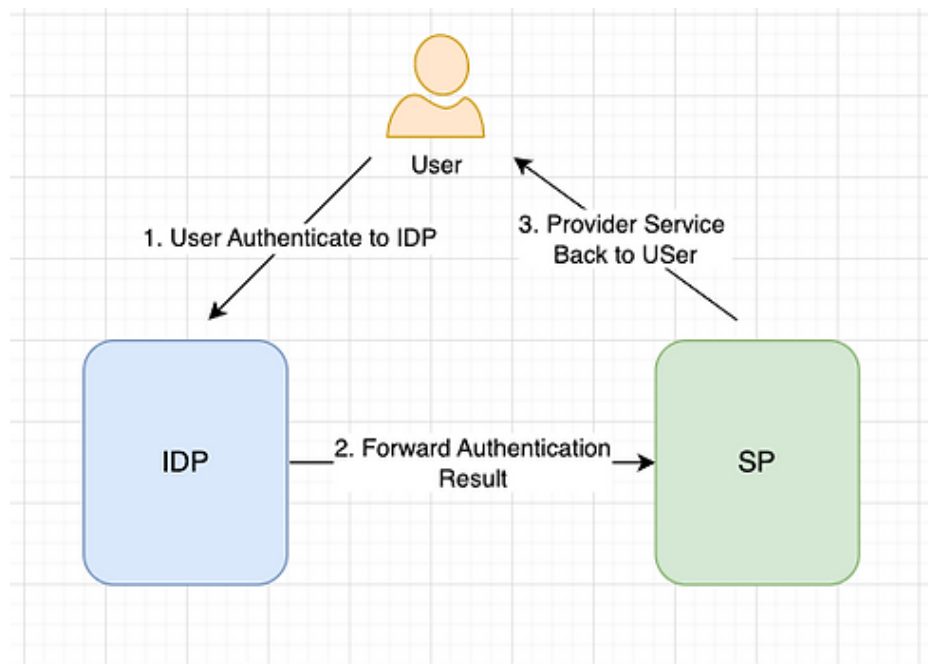 User
1. User Authenticate to IDP
3. Provider Service
Back to USer
IDP
2. Forward Authentication
Result
SP